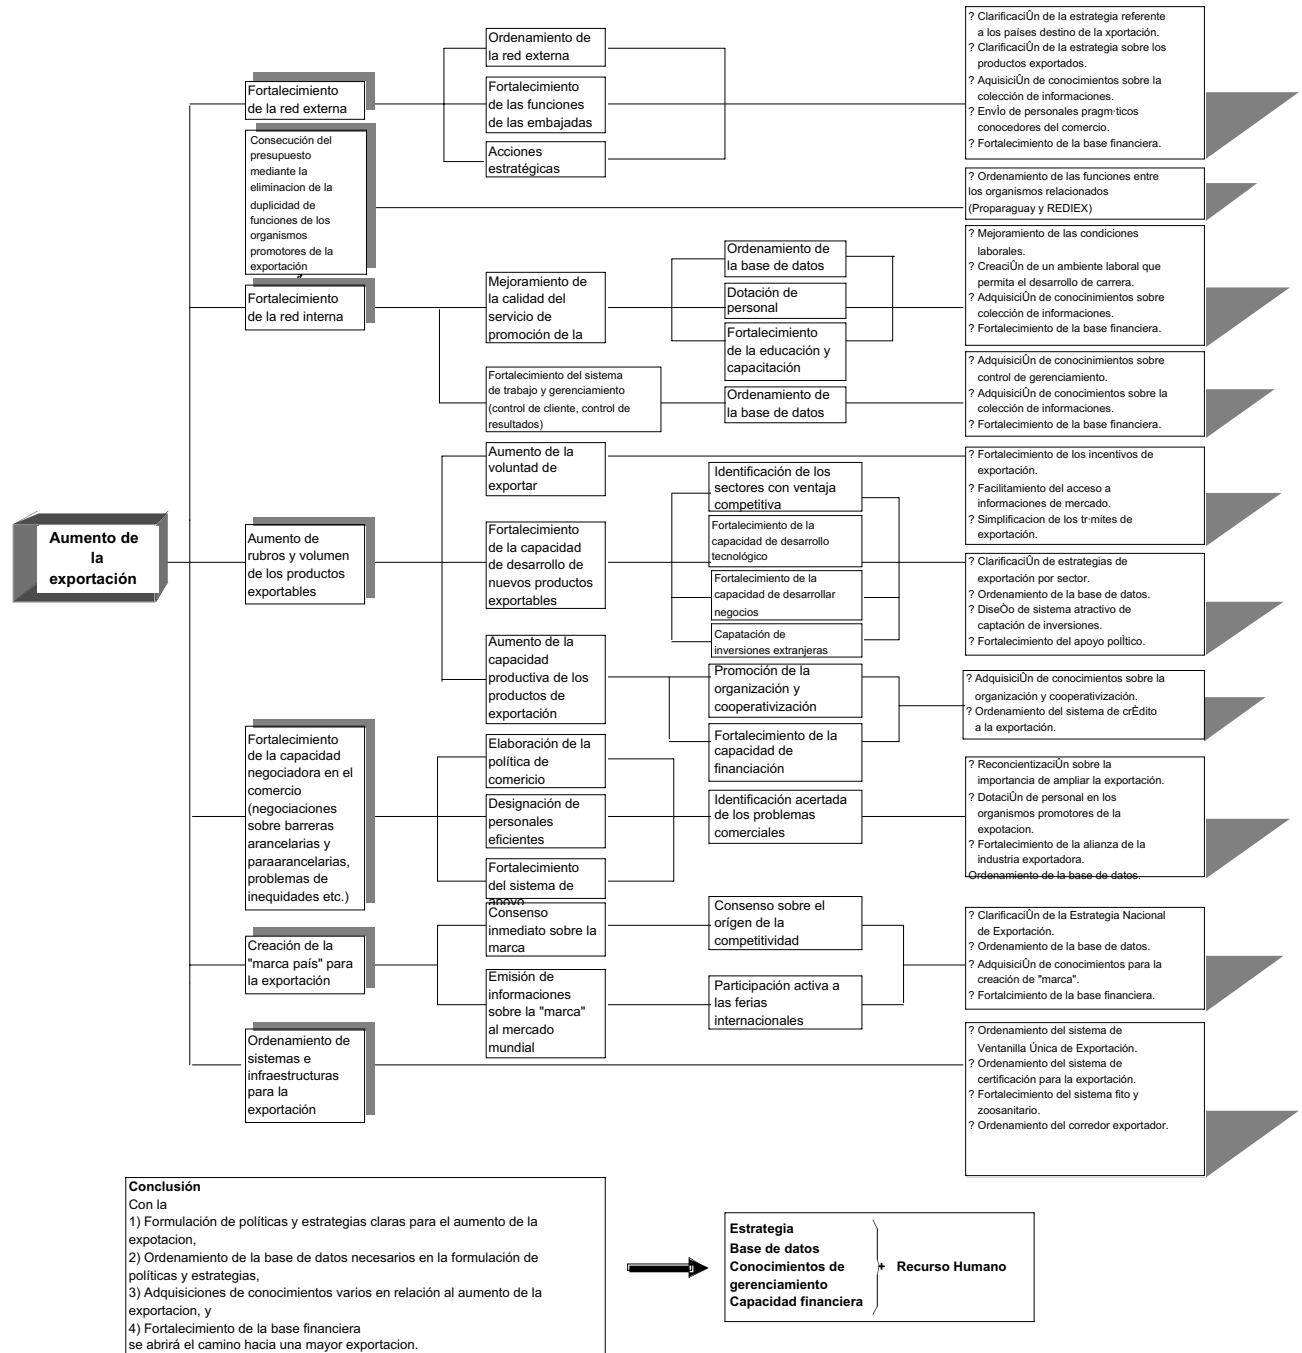 Aumento de
la
exportación
Fortalecimiento
de la red externa
Ordenamiento de
la red externa
Fortalecimiento
de las funciones
de las embajadas
Acciones
estratégicas
? ClarificaciÛn de la estrategia referente
a los países destino de la xportación.
? ClarificaciÛn de la estrategia sobre los
productos exportados.
? AquisiciÛn de conocimientos sobre la
colección de informaciones.
? EnvÌo de personales pragm·ticos
conocedores del comercio.
? Fortalecimiento de la base financiera.
Consecución del
presupuesto
mediante la
eliminacion de la
duplicidad de
funciones de los
organismos
promotores de la
exportación
? Ordenamiento de las funciones entre
los organismos relacionados
(Proparaguay y REDIEX)
Fortalecimiento
de la red interna
Mejoramiento de
la calidad del
servicio de
promoción de la
Ordenamiento de
la base de datos
Dotación de
personal
Fortalecimiento
de la educación y
capacitación
? Mejoramiento de las condiciones
laborales.
? CreaciÛn de un ambiente laboral que
permita el desarrollo de carrera.
? AdquisiciÛn de conocinimientos sobre
colección de informaciones.
? Fortalecimiento de la base financiera.
Fortalecimiento del sistema
de trabajo y gerenciamiento
(control de cliente, control de
resultados)
Ordenamiento de
la base de datos
? AdquisiciÛn de conocinimientos sobre
control de gerenciamiento.
? AdquisiciÛn de conocimientos sobre la
colección de informaciones.
? Fortalecimiento de la base financiera.
Aumento de
rubros y volumen
de los productos
exportables
Aumento de la
voluntad de
exportar
? Fortalecimiento de los incentivos de
exportación.
? Facilitamiento del acceso a
informaciones de mercado.
? Simplificacion de los tr·mites de
exportación.
Fortalecimiento
de la capacidad
de desarrollo de
nuevos productos
exportables
Identificación de los
sectores con ventaja
competitiva
Fortalecimiento de la
capacidad de desarrollo
tecnológico
Fortalecimiento de la
capacidad de desarrollar
negocios
Capatación de
inversiones extranjeras
? ClarificaciÛn de estrategias de
exportación por sector.
? Ordenamiento de la base de datos.
? DiseÒo de sistema atractivo de
captación de inversiones.
? Fortalecimiento del apoyo polÌtico.
Aumento de la
capacidad
productiva de los
productos de
exportación
Promoción de la
organización y
cooperativización
Fortalecimiento de la
capacidad de
financiación
? AdquisiciÛn de conocimientos sobre la
organización y cooperativización.
? Ordenamiento del sistema de crÈdito
a la exportación.
Fortalecimiento
de la capacidad
negociadora en el
comercio
(negociaciones
sobre barreras
arancelarias y
paraarancelarias,
problemas de
inequidades etc.)
Elaboración de la
política de
comericio
Designación de
personales
eficientes
Fortalecimiento
del sistema de
apoyo
Identificación acertada
de los problemas
comerciales
? ReconcientizaciÛn sobre la
importancia de ampliar la exportación.
? DotaciÛn de personal en los
organismos promotores de la
expotacion.
? Fortalecimiento de la alianza de la
industria exportadora.
Ordenamiento de la base de datos.
Creación de la
"marca país" para
la exportación
Consenso
inmediato sobre la
marca
Consenso sobre el
orígen de la
competitividad
Emisión de
informaciones
sobre la "marca"
al mercado
mundial
Participación activa a
las ferias
internacionales
? ClarificaciÛn de la Estrategia Nacional
de Exportación.
? Ordenamiento de la base de datos.
? AdquisiciÛn de conocimientos para la
creación de "marca".
? Fortalcimiento de la base financiera.
Ordenamiento de
sistemas e
infraestructuras
para la
exportación
? Ordenamiento del sistema de
Ventanilla Única de Exportación.
? Ordenamiento del sistema de
certificación para la exportación.
? Fortalecimiento del sistema fito y
zoosanitario.
? Ordenamiento del corredor exportador.
Conclusión
Con la
1) Formulación de políticas y estrategias claras para el aumento de la
expotacion,
2) Ordenamiento de la base de datos necesarios en la formulación de
políticas y estrategias,
3) Adquisiciones de conocimientos varios en relación al aumento de la
exportacion, y
4) Fortalecimiento de la base financiera
se abrirá el camino hacia una mayor exportacion.
Estrategia
Base de datos
Conocimientos de
gerenciamiento
Capacidad financiera
+ Recurso Humano